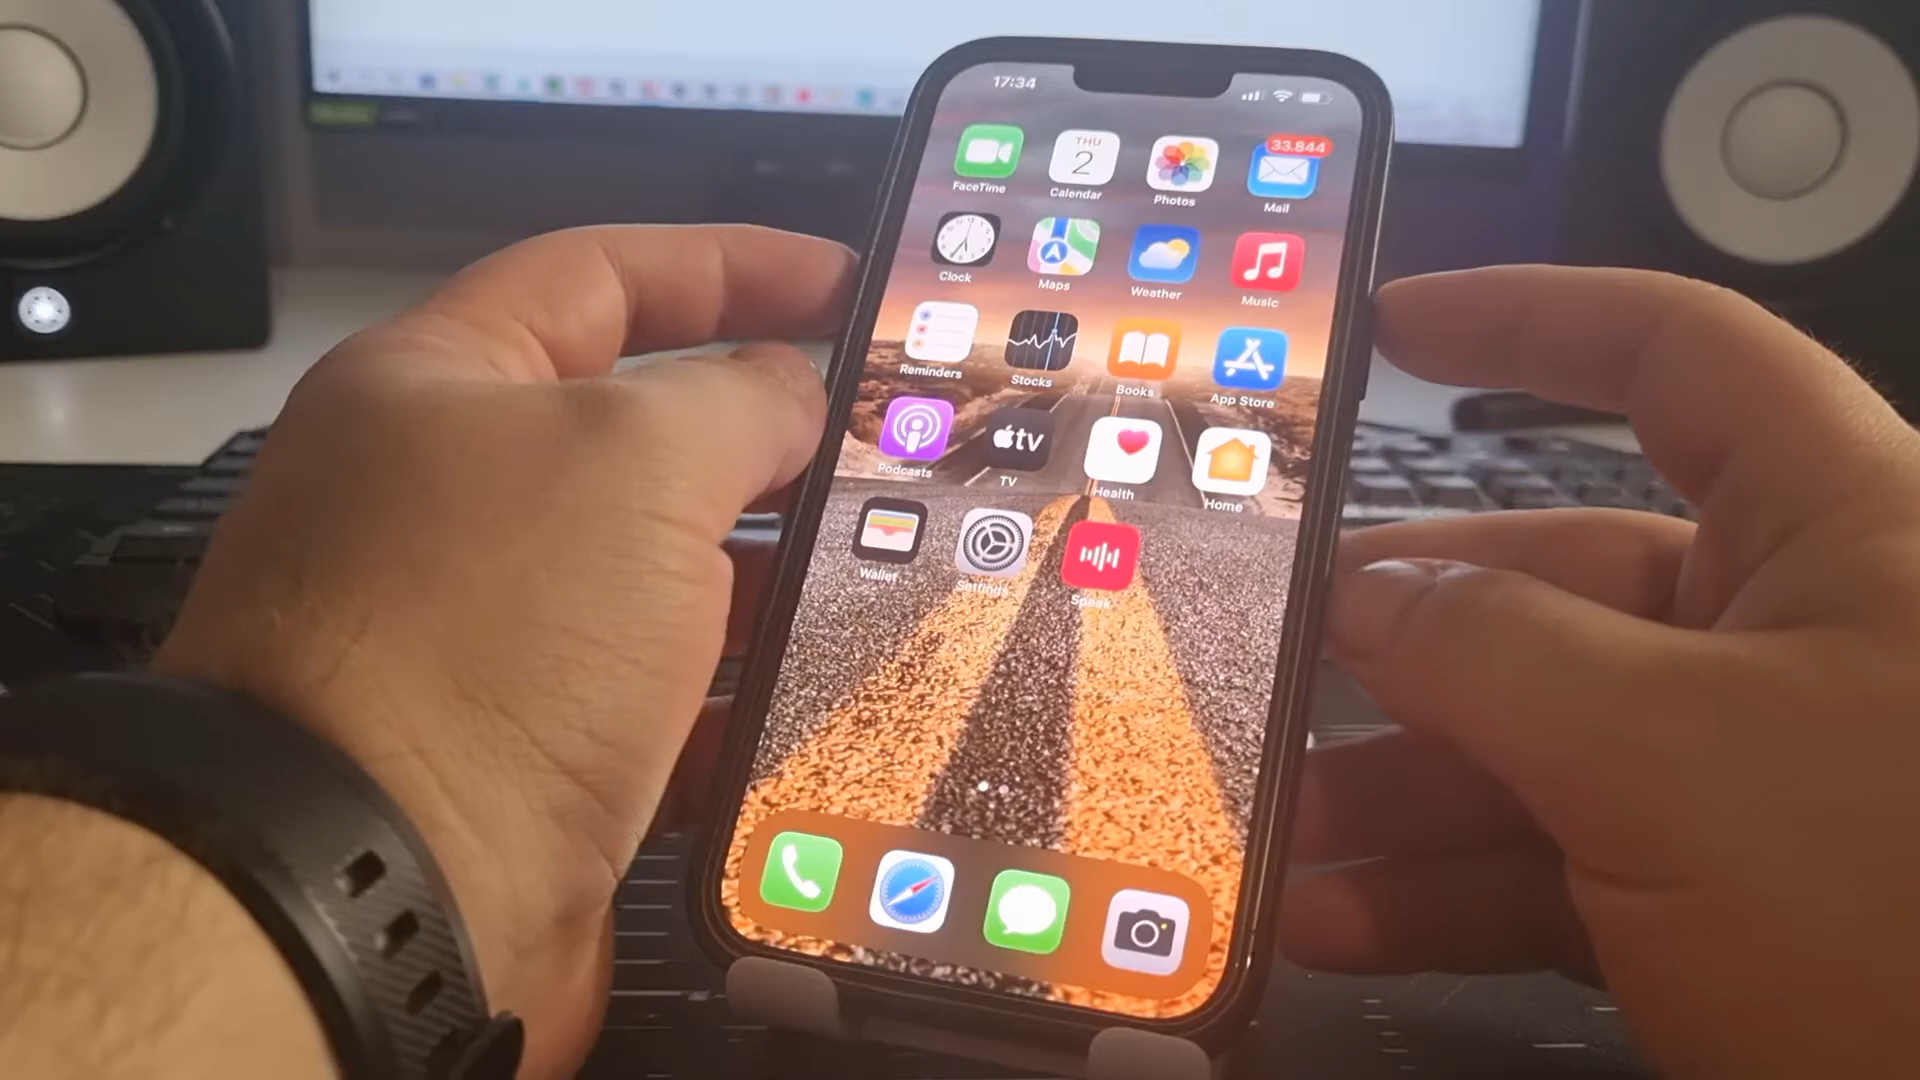 17:34
THU
2
33.844
FaceTime
Calendar
Photos
Mail
Clock
Maps
Weather
Music
Reminders
Stocks
Books
App Store
tv
Podcasts
TV
Health
Home
Wallet
Settings
Speak